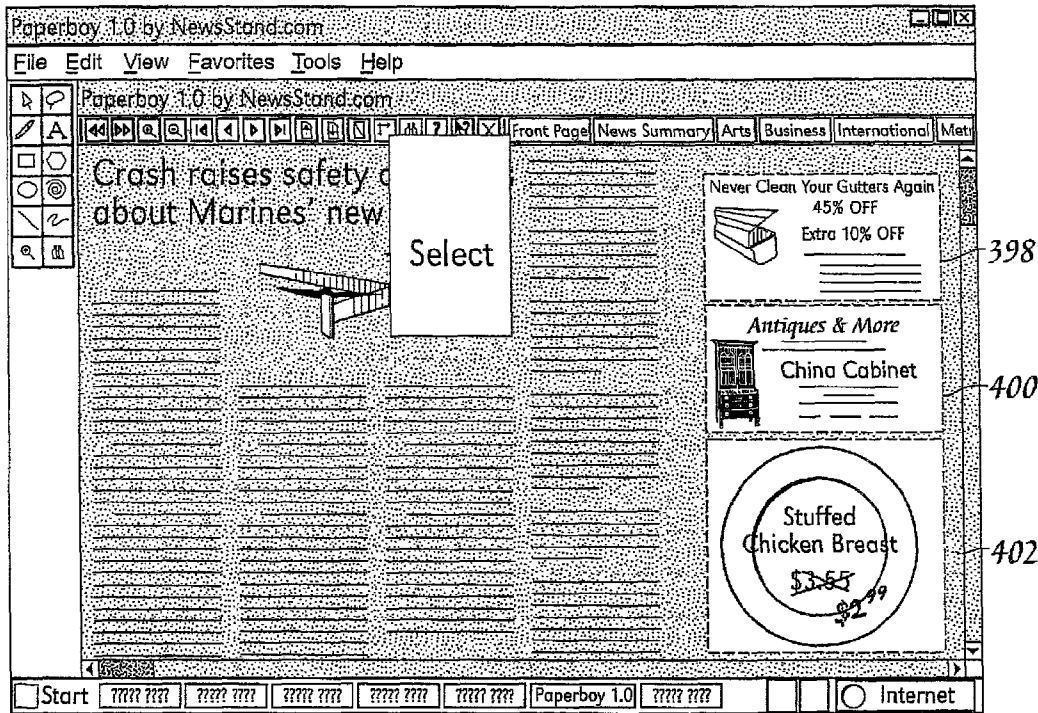 Paperboy 1.0 by NewsStand.com
File Edit View Favorites Tools Help
Paperboy 1.0 by NewsStand.com
A ? ? X Front Page News Summary Arts Business International Met
Crash raises safety c
about Marines' new
Select
Never Clean Your Gutters Again
45% OFF
Extra 10% OFF
398
Antiques & More
China Cabinet
400
Stuffed
Chicken Breast
$3.55
$2.99
402
Start ????? ???? ????? ???? ????? ???? ????? ???? ????? ???? Paperboy 1.0 ????? ???? Internet